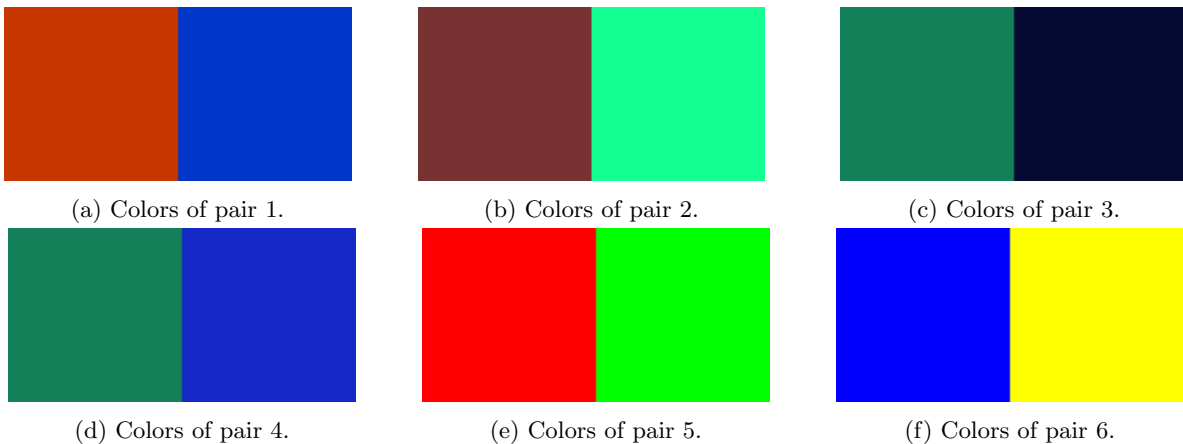 (a) Colors of pair 1.
(b) Colors of pair 2.
(c) Colors of pair 3.
(d) Colors of pair 4.
(e) Colors of pair 5.
(f) Colors of pair 6.